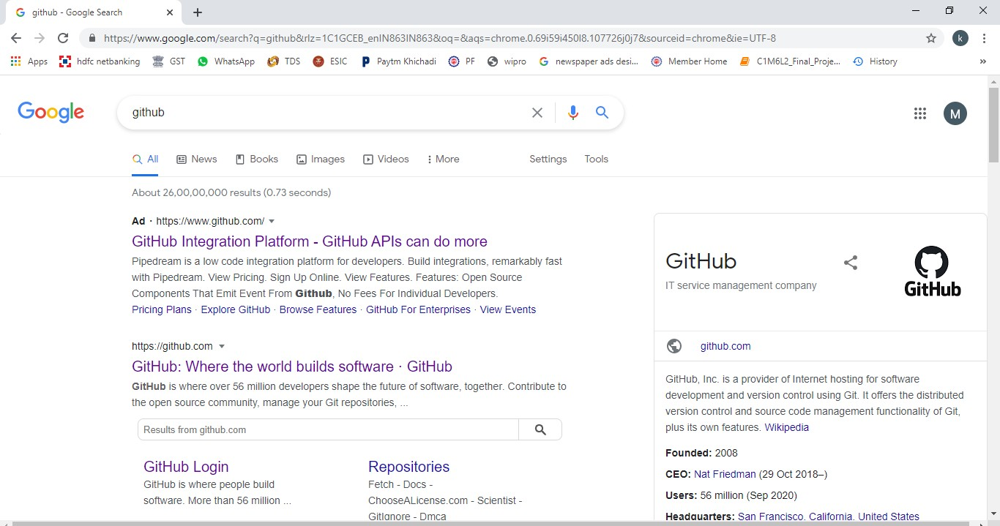 github - Google Search
https://www.google.com/search?q=github&rlz=1C1GCEB_enIN863IN863&oq=&aqs=chrome.0.69i59i450l8.107726j0j7&sourceid=chrome&ie=UTF-8
k
Apps hdfc netbanking GST WhatsApp TDS ESIC Paytm Khichadi PF wipro newspaper ads desi... Member Home C1M6L2_Final_Proje... History »
Google github M
All News Books Images Videos More Settings Tools
About 26,00,00,000 results (0.73 seconds)
Ad · https://www.github.com/
GitHub Integration Platform - GitHub APIs can do more
Pipedream is a low code integration platform for developers. Build integrations, remarkably fast
with Pipedream. View Pricing. Sign Up Online. View Features. Features: Open Source
Components That Emit Event From Github, No Fees For Individual Developers.
Pricing Plans · Explore GitHub · Browse Features · GitHub For Enterprises · View Events
https://github.com
GitHub: Where the world builds software · GitHub
GitHub is where over 56 million developers shape the future of software, together. Contribute to
the open source community, manage your Git repositories, ...
Results from github.com
GitHub Login
GitHub is where people build
software. More than 56 million ...
Repositories
Fetch - Docs -
ChooseALicense.com - Scientist -
GitIgnore - Dmca
GitHub
IT service management company
GitHub
github.com
GitHub, Inc. is a provider of Internet hosting for software
development and version control using Git. It offers the distributed
version control and source code management functionality of Git,
plus its own features. Wikipedia
Founded: 2008
CEO: Nat Friedman (29 Oct 2018–)
Users: 56 million (Sep 2020)
Headquarters: San Francisco, California, United States